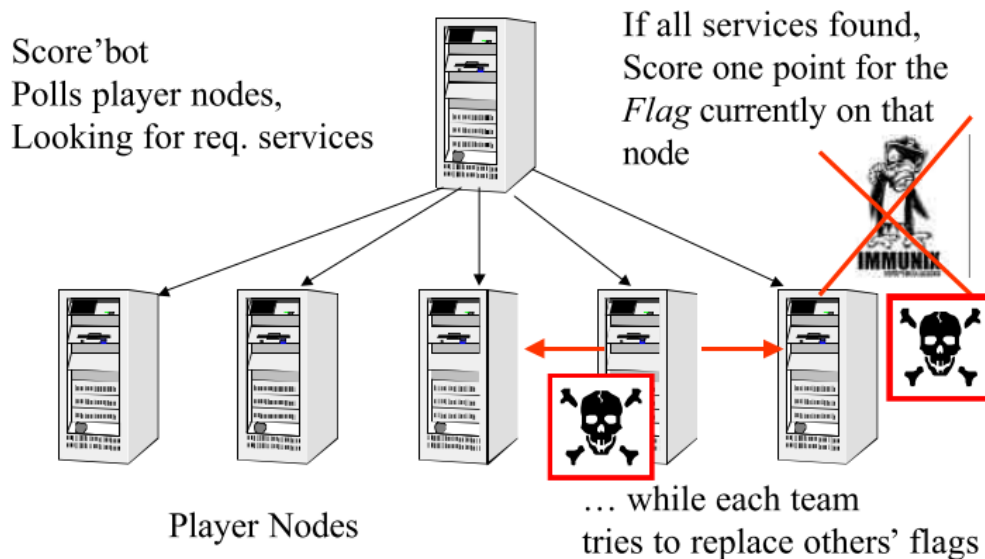 Score’bot
Polls player nodes,
Looking for req. services
If all services found,
Score one point for the
Flag currently on that
node
IMMUNIX
Player Nodes
… while each team
tries to replace others’ flags